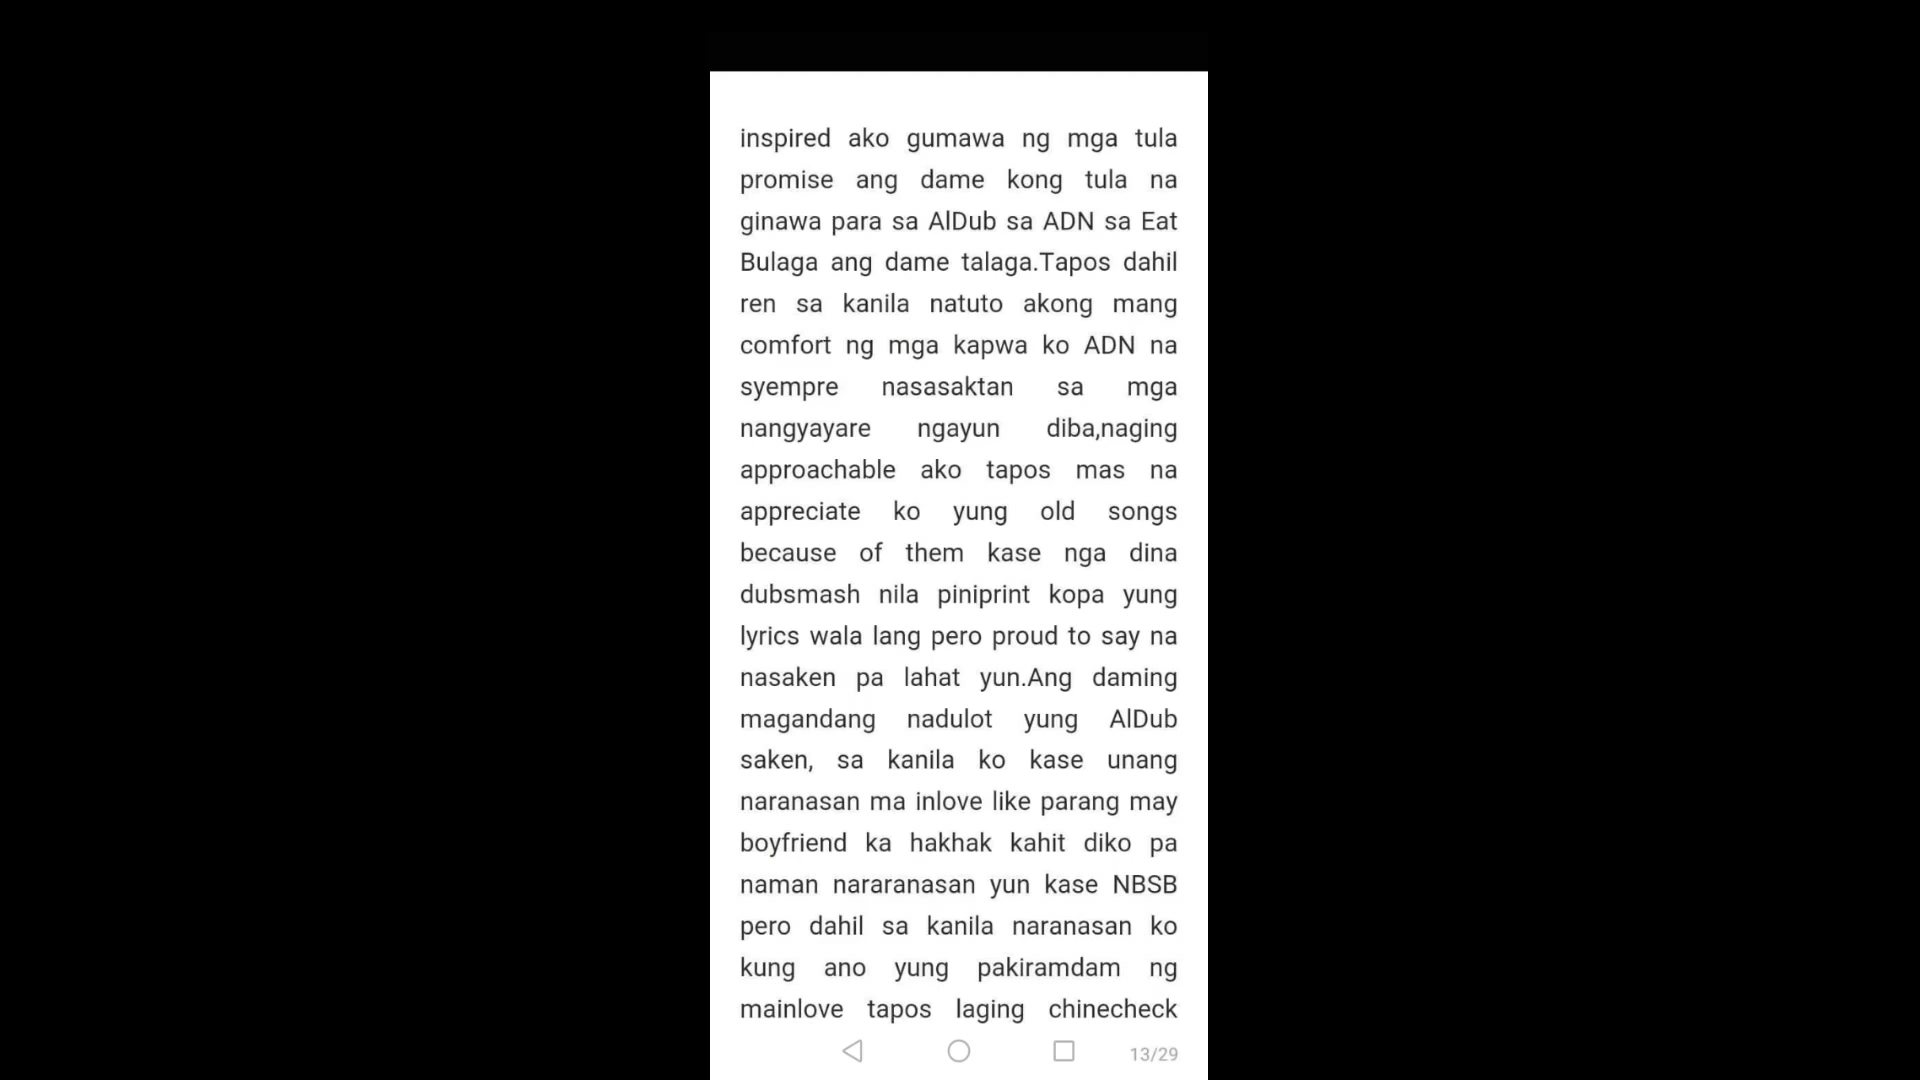 inspired ako gumawa ng mga tula
promise ang dame kong tula na
ginawa para sa AlDub sa ADN sa Eat
Bulaga ang dame talaga.Tapos dahil
ren sa kanila natuto akong mang
comfort ng mga kapwa ko ADN na
syempre nasasaktan sa mga
nangyayare ngayun diba,naging
approachable ako tapos mas na
appreciate ko yung old songs
because of them kase nga dina
dubsmash nila piniprint kopa yung
lyrics wala lang pero proud to say na
nasaken pa lahat yun.Ang daming
magandang nadulot yung AlDub
saken, sa kanila ko kase unang
naranasan ma inlove like parang may
boyfriend ka hakhak kahit diko pa
naman nararanasan yun kase NBSB
pero dahil sa kanila naranasan ko
kung ano yung pakiramdam ng
mainlove tapos laging chinecheck
13/29